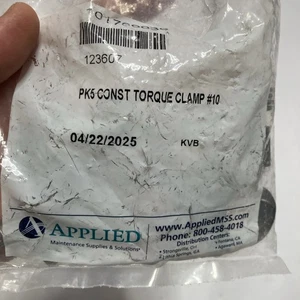 123607
PK5 CONST TORQUE CLAMP #10
04/22/2025 KVB
APPLIED
Maintenance Supplies & Solutions
www.AppliedMSS.com
Phone: 800-458-4018
Distribution Centers: